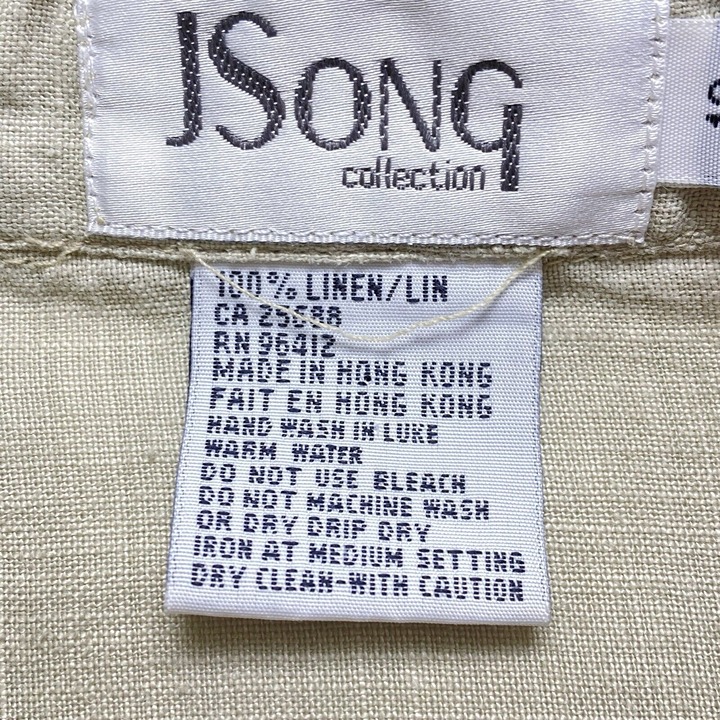 JSONG
collection
100% LINEN/LIN
CA 25588
RN 96412
MADE IN HONG KONG
FAIT EN HONG KONG
HAND WASH IN LUKE
WARM WATER
DO NOT USE BLEACH
DO NOT MACHINE WASH
OR DRY DRIP DRY
IRON AT MEDIUM SETTING
DRY CLEAN-WITH CAUTION